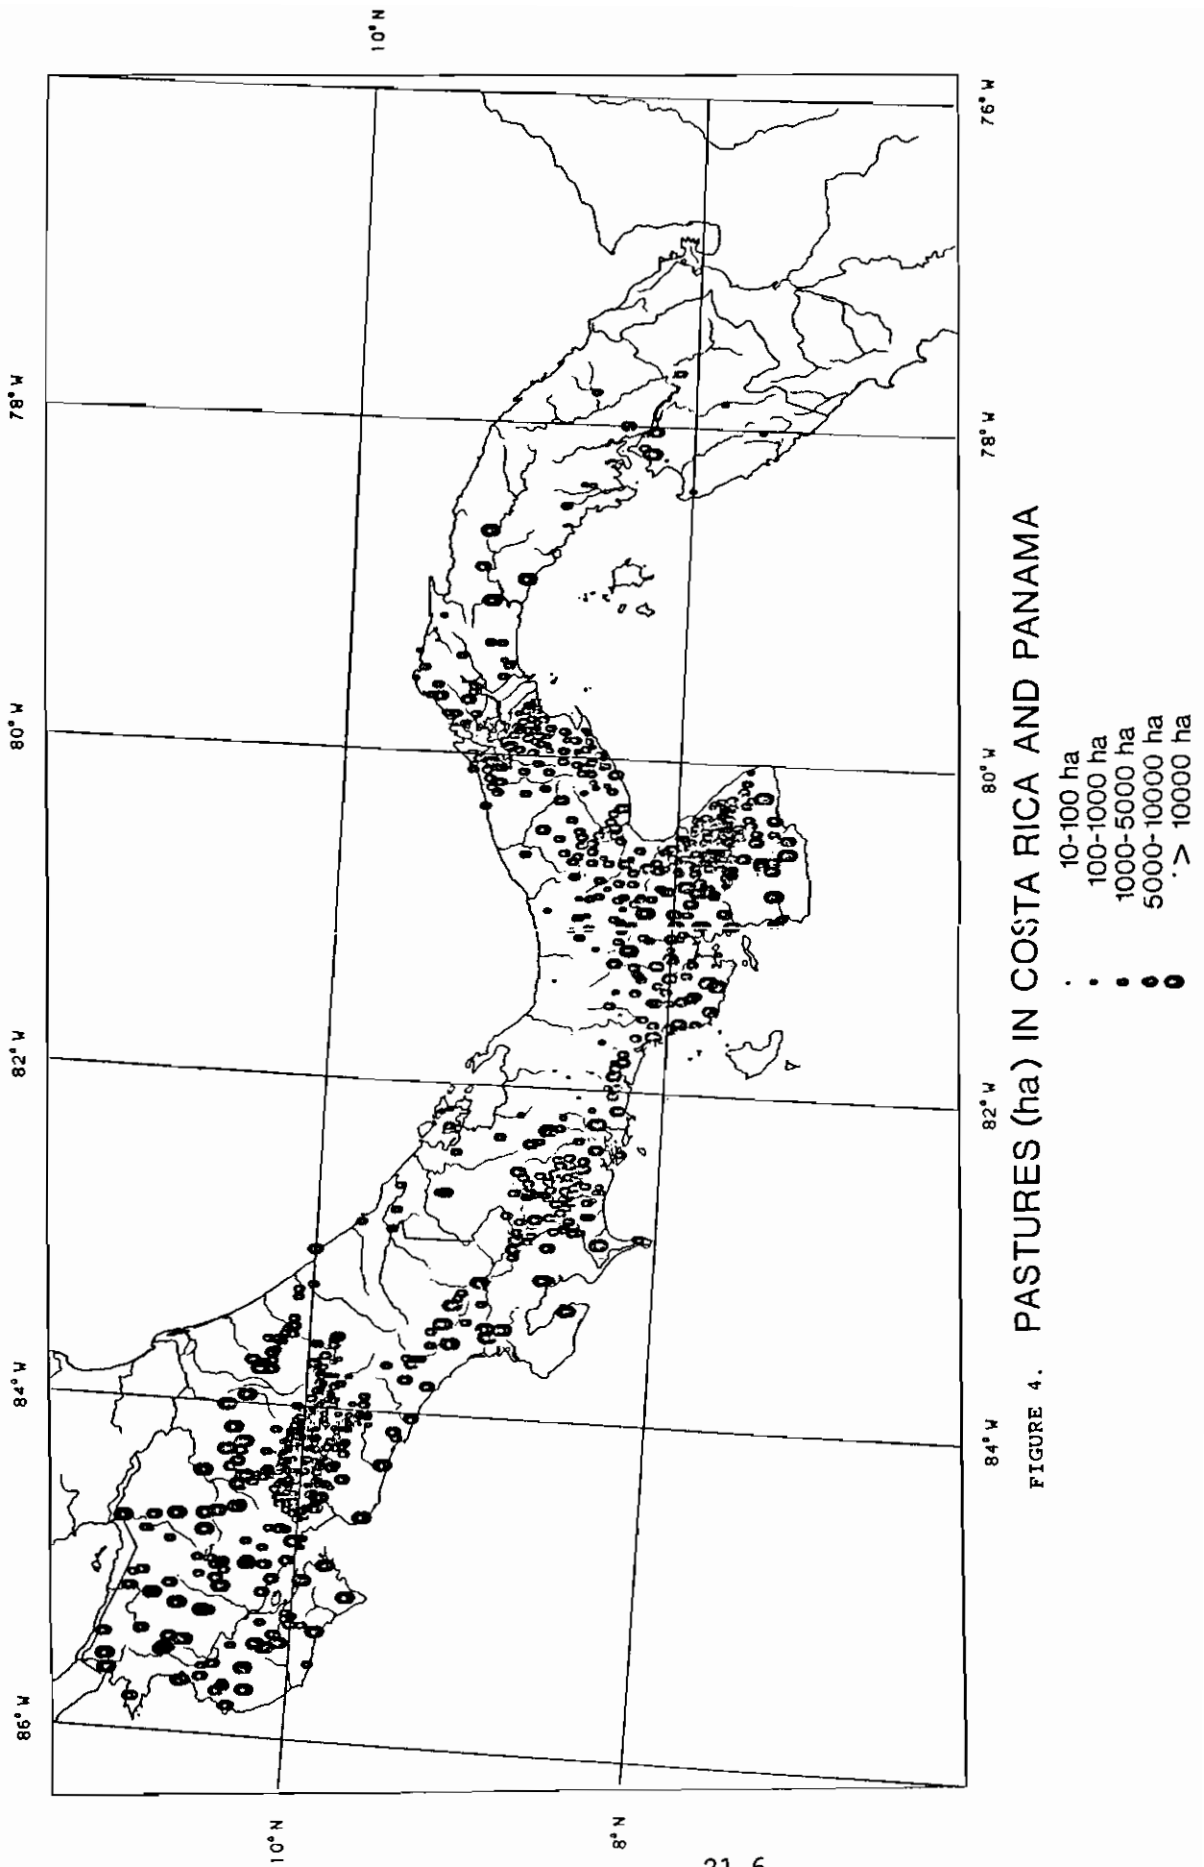 86°W
84°W
82°W
80°W
78°W
10°N
10°N
8°N
84°W
82°W
80°W
78°W
76°W
FIGURE 4. PASTURES (ha) IN COSTA RICA AND PANAMA
10-100 ha
100-1000 ha
1000-5000 ha
5000-10000 ha
> 10000 ha